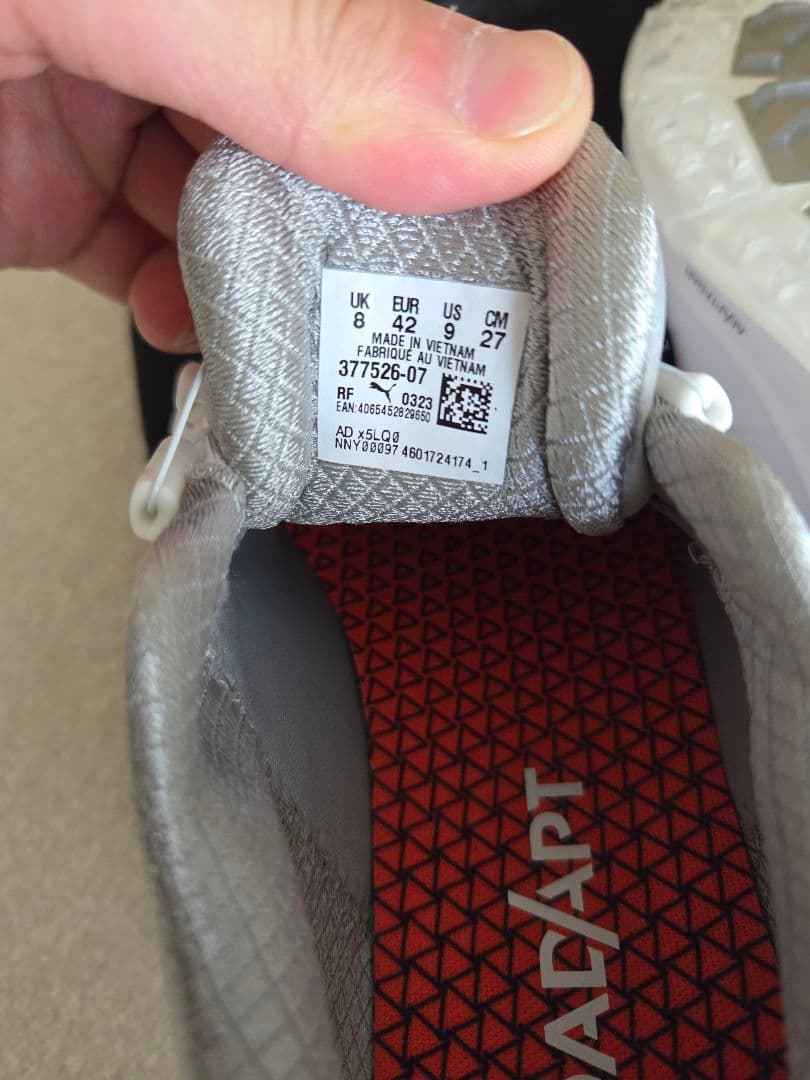 UK EUR US CM
8 42 9 27
MADE IN VIETNAM
FABRIQUÉ AU VIETNAM
377526-07
RF 0323
EAN:4065452829650
AD x5LQ0
NNY00097 4601724174_1
AD/APT